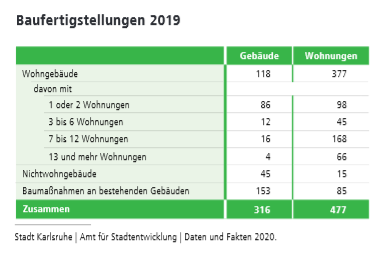 Baufertigstellungen 2019
Gebäude Wohnungen
Wohngebäude 118 377
davon mit
1 oder 2 Wohnungen 86 98
3 bis 6 Wohnungen 12 45
7 bis 12 Wohnungen 16 168
13 und mehr Wohnungen 4 66
Nichtwohngebäude 45 15
Baumaßnahmen an bestehenden Gebäuden 153 85
Zusammen 316 477
Stadt Karlsruhe | Amt für Stadtentwicklung | Daten und Fakten 2020.